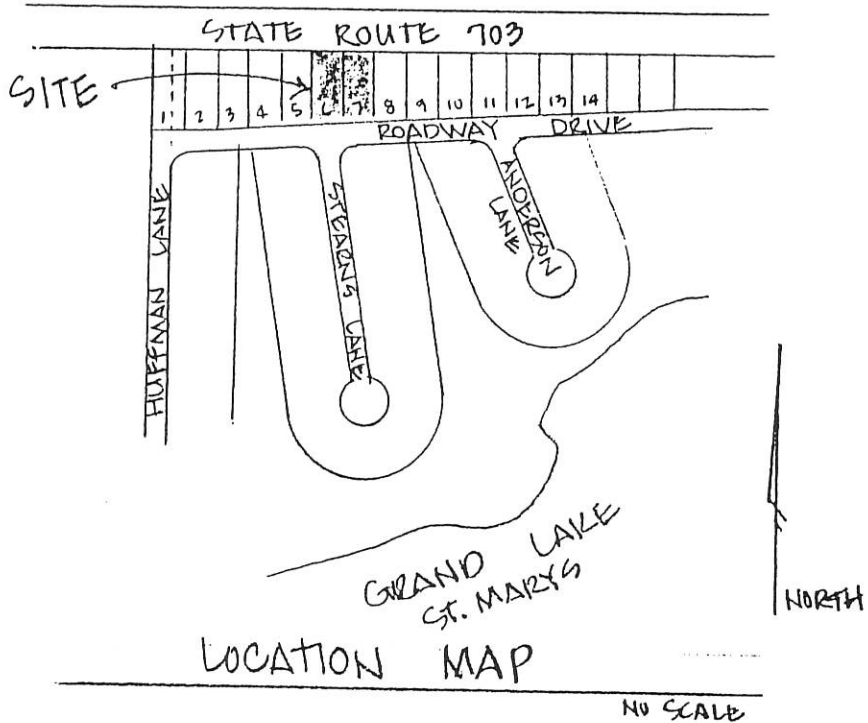 STATE ROUTE 703
SITE
1 2 3 4 5 6 7 8 9 10 11 12 13 14
ROADWAY DRIVE
HUFFMAN LANE
STEARNS LANE
ANDERSON LANE
GRAND LAKE
ST. MARYS
NORTH
LOCATION MAP
NO SCALE